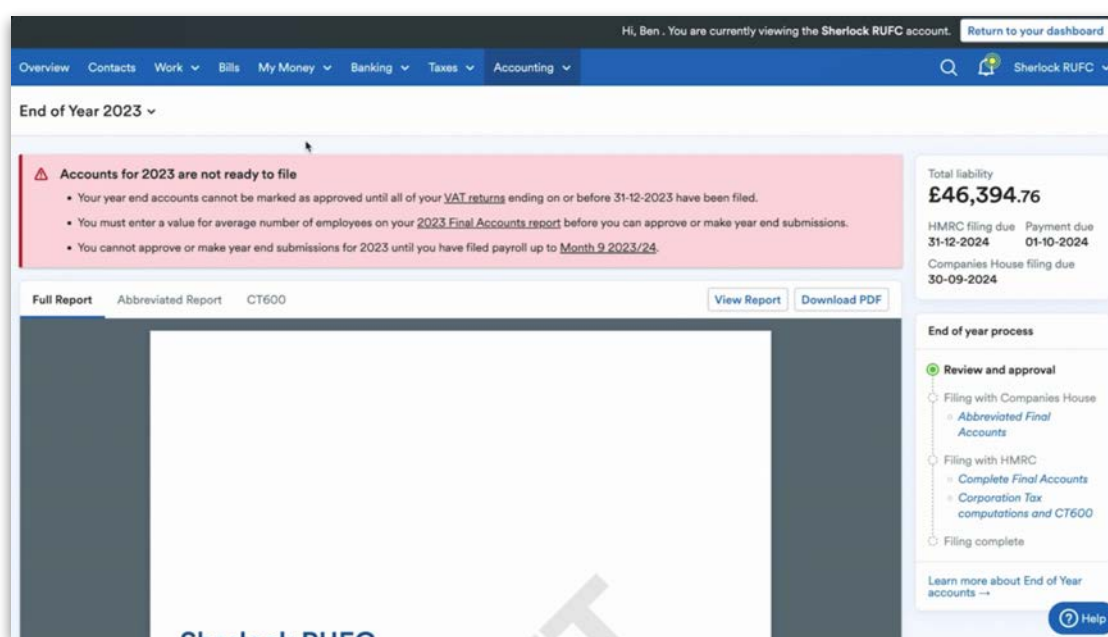 Hi, Ben . You are currently viewing the Sherlock RUFC account. Return to your dashboard
Overview Contacts Work Bills My Money Banking Taxes Accounting Sherlock RUFC
End of Year 2023
Accounts for 2023 are not ready to file
• Your year end accounts cannot be marked as approved until all of your VAT returns ending on or before 31-12-2023 have been filed.
• You must enter a value for average number of employees on your 2023 Final Accounts report before you can approve or make year end submissions.
• You cannot approve or make year end submissions for 2023 until you have filed payroll up to Month 9 2023/24.
Total liability
£46,394.76
HMRC filing due Payment due
31-12-2024 01-10-2024
Companies House filing due
30-09-2024
Full Report Abbreviated Report CT600 View Report Download PDF
End of year process
Review and approval
Filing with Companies House
Abbreviated Final
Accounts
Filing with HMRC
Complete Final Accounts
Corporation Tax
computations and CT600
Filing complete
Learn more about End of Year
accounts →
Help
Sherlock RUFC